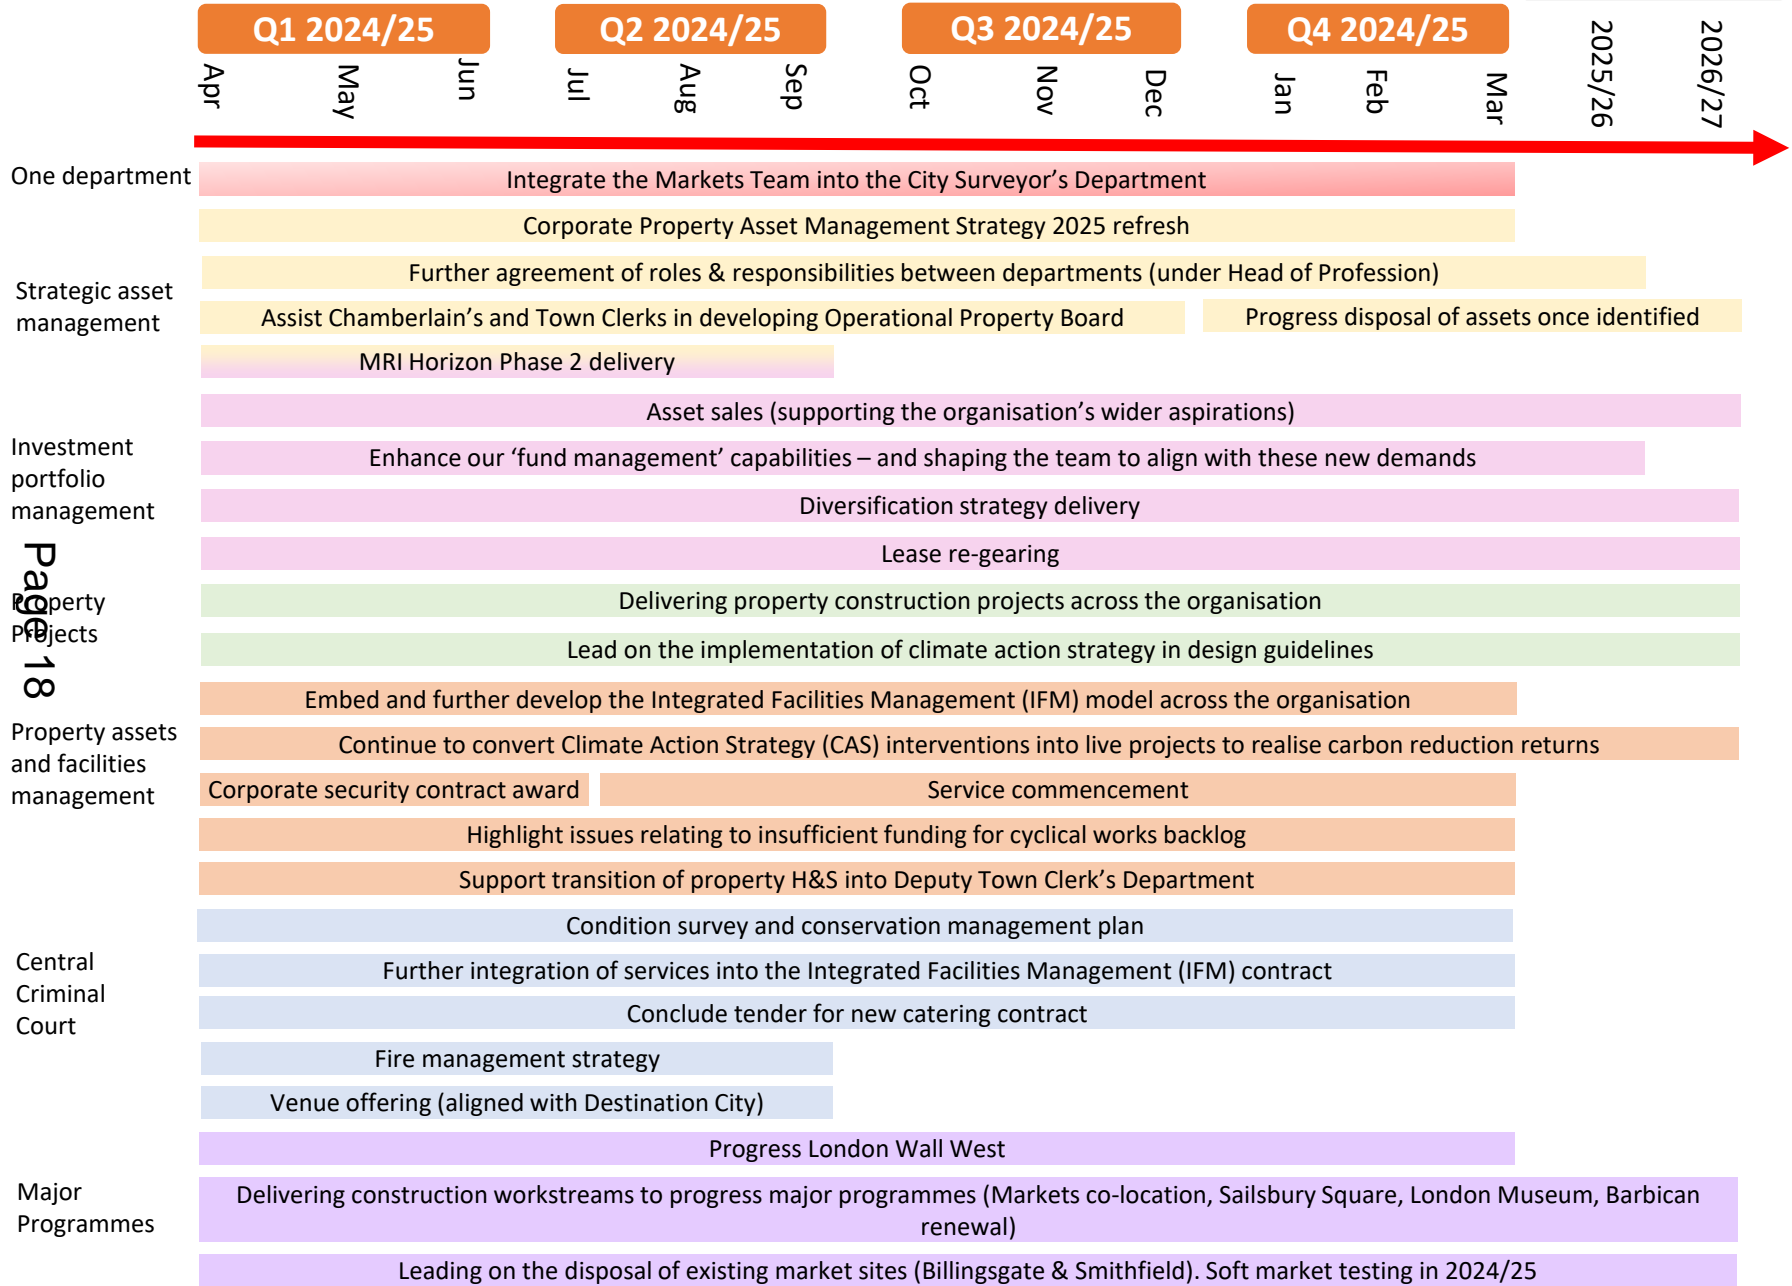 Q1 2024/25
Q2 2024/25
Q3 2024/25
Q4 2024/25
Apr
May
Jun
Jul
Aug
Sep
Oct
Nov
Dec
Jan
Feb
Mar
2025/26
2026/27
One department
Integrate the Markets Team into the City Surveyor's Department
Corporate Property Asset Management Strategy 2025 refresh
Strategic asset
management
Further agreement of roles & responsibilities between departments (under Head of Profession)
Assist Chamberlain's and Town Clerks in developing Operational Property Board
Progress disposal of assets once identified
MRI Horizon Phase 2 delivery
Investment
portfolio
management
Asset sales (supporting the organisation's wider aspirations)
Enhance our 'fund management' capabilities – and shaping the team to align with these new demands
Diversification strategy delivery
Lease re-gearing
Page 18
Property
Projects
Delivering property construction projects across the organisation
Lead on the implementation of climate action strategy in design guidelines
Property assets
and facilities
management
Embed and further develop the Integrated Facilities Management (IFM) model across the organisation
Continue to convert Climate Action Strategy (CAS) interventions into live projects to realise carbon reduction returns
Corporate security contract award
Service commencement
Highlight issues relating to insufficient funding for cyclical works backlog
Support transition of property H&S into Deputy Town Clerk's Department
Central
Criminal
Court
Condition survey and conservation management plan
Further integration of services into the Integrated Facilities Management (IFM) contract
Conclude tender for new catering contract
Fire management strategy
Venue offering (aligned with Destination City)
Major
Programmes
Progress London Wall West
Delivering construction workstreams to progress major programmes (Markets co-location, Sailsbury Square, London Museum, Barbican
renewal)
Leading on the disposal of existing market sites (Billingsgate & Smithfield). Soft market testing in 2024/25